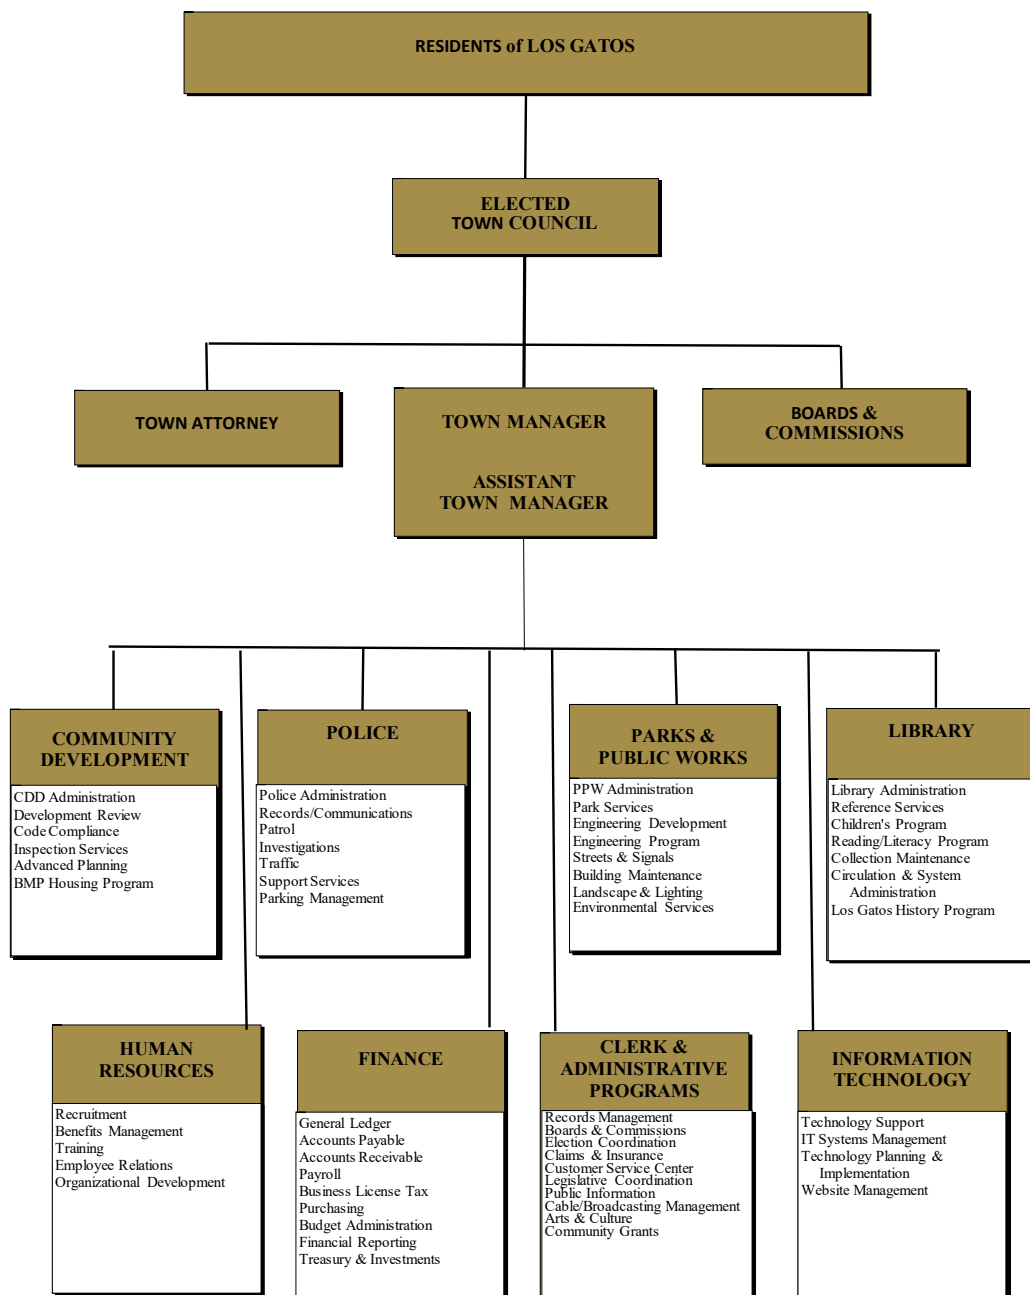 RESIDENTS of LOS GATOS
ELECTED
TOWN COUNCIL
TOWN ATTORNEY
TOWN MANAGER
ASSISTANT
TOWN MANAGER
BOARDS &
COMMISSIONS
COMMUNITY
DEVELOPMENT
CDD Administration
Development Review
Code Compliance
Inspection Services
Advanced Planning
BMP Housing Program
POLICE
Police Administration
Records/Communications
Patrol
Investigations
Traffic
Support Services
Parking Management
PARKS &
PUBLIC WORKS
PPW Administration
Park Services
Engineering Development
Engineering Program
Streets & Signals
Building Maintenance
Landscape & Lighting
Environmental Services
LIBRARY
Library Administration
Reference Services
Children's Program
Reading/Literacy Program
Collection Maintenance
Circulation & System
Administration
Los Gatos History Program
HUMAN
RESOURCES
Recruitment
Benefits Management
Training
Employee Relations
Organizational Development
FINANCE
General Ledger
Accounts Payable
Accounts Receivable
Payroll
Business License Tax
Purchasing
Budget Administration
Financial Reporting
Treasury & Investments
CLERK &
ADMINISTRATIVE
PROGRAMS
Records Management
Boards & Commissions
Election Coordination
Claims & Insurance
Customer Service Center
Legislative Coordination
Public Information
Cable/Broadcasting Management
Arts & Culture
Community Grants
INFORMATION
TECHNOLOGY
Technology Support
IT Systems Management
Technology Planning &
Implementation
Website Management